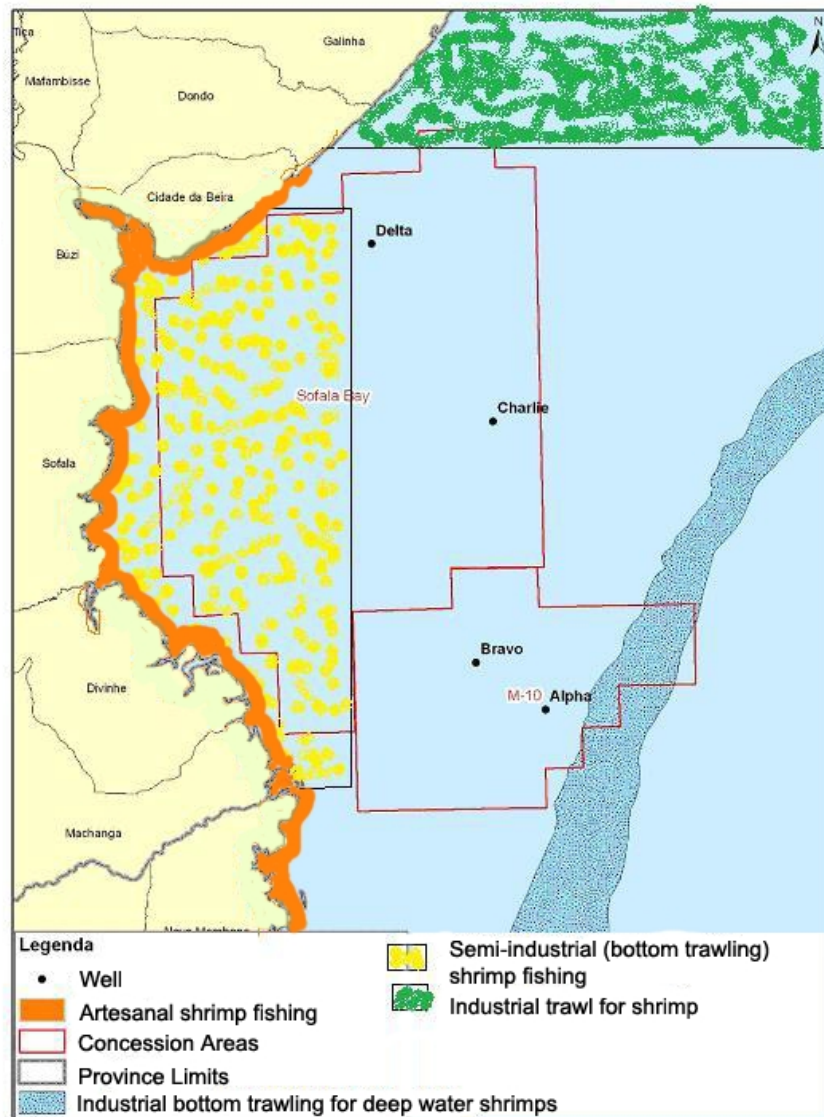 Tica
Galinha
N
Mafambisse
Dondo
Cidade da Beira
Búzi
Delta
Sofala Bay
Charlie
Sofala
Bravo
Divinhe
M-10 Alpha
Machanga
Legenda
Well
Artesanal shrimp fishing
Concession Areas
Province Limits
Industrial bottom trawling for deep water shrimps
Semi-industrial (bottom trawling)
shrimp fishing
Industrial trawl for shrimp